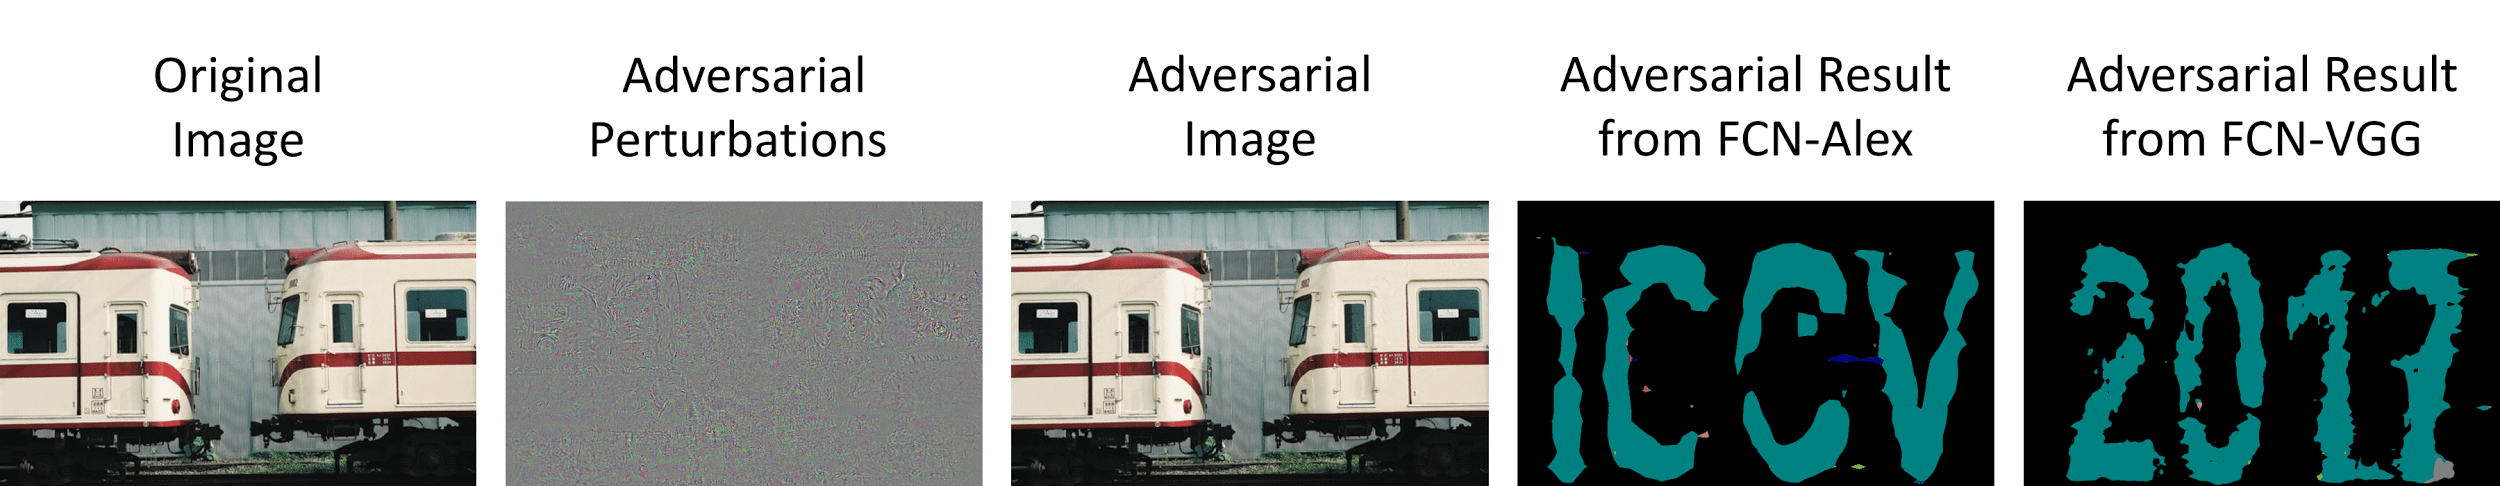 Original
Image
Adversarial
Perturbations
Adversarial
Image
Adversarial Result
from FCN-Alex
Adversarial Result
from FCN-VGG
ICCV
2017